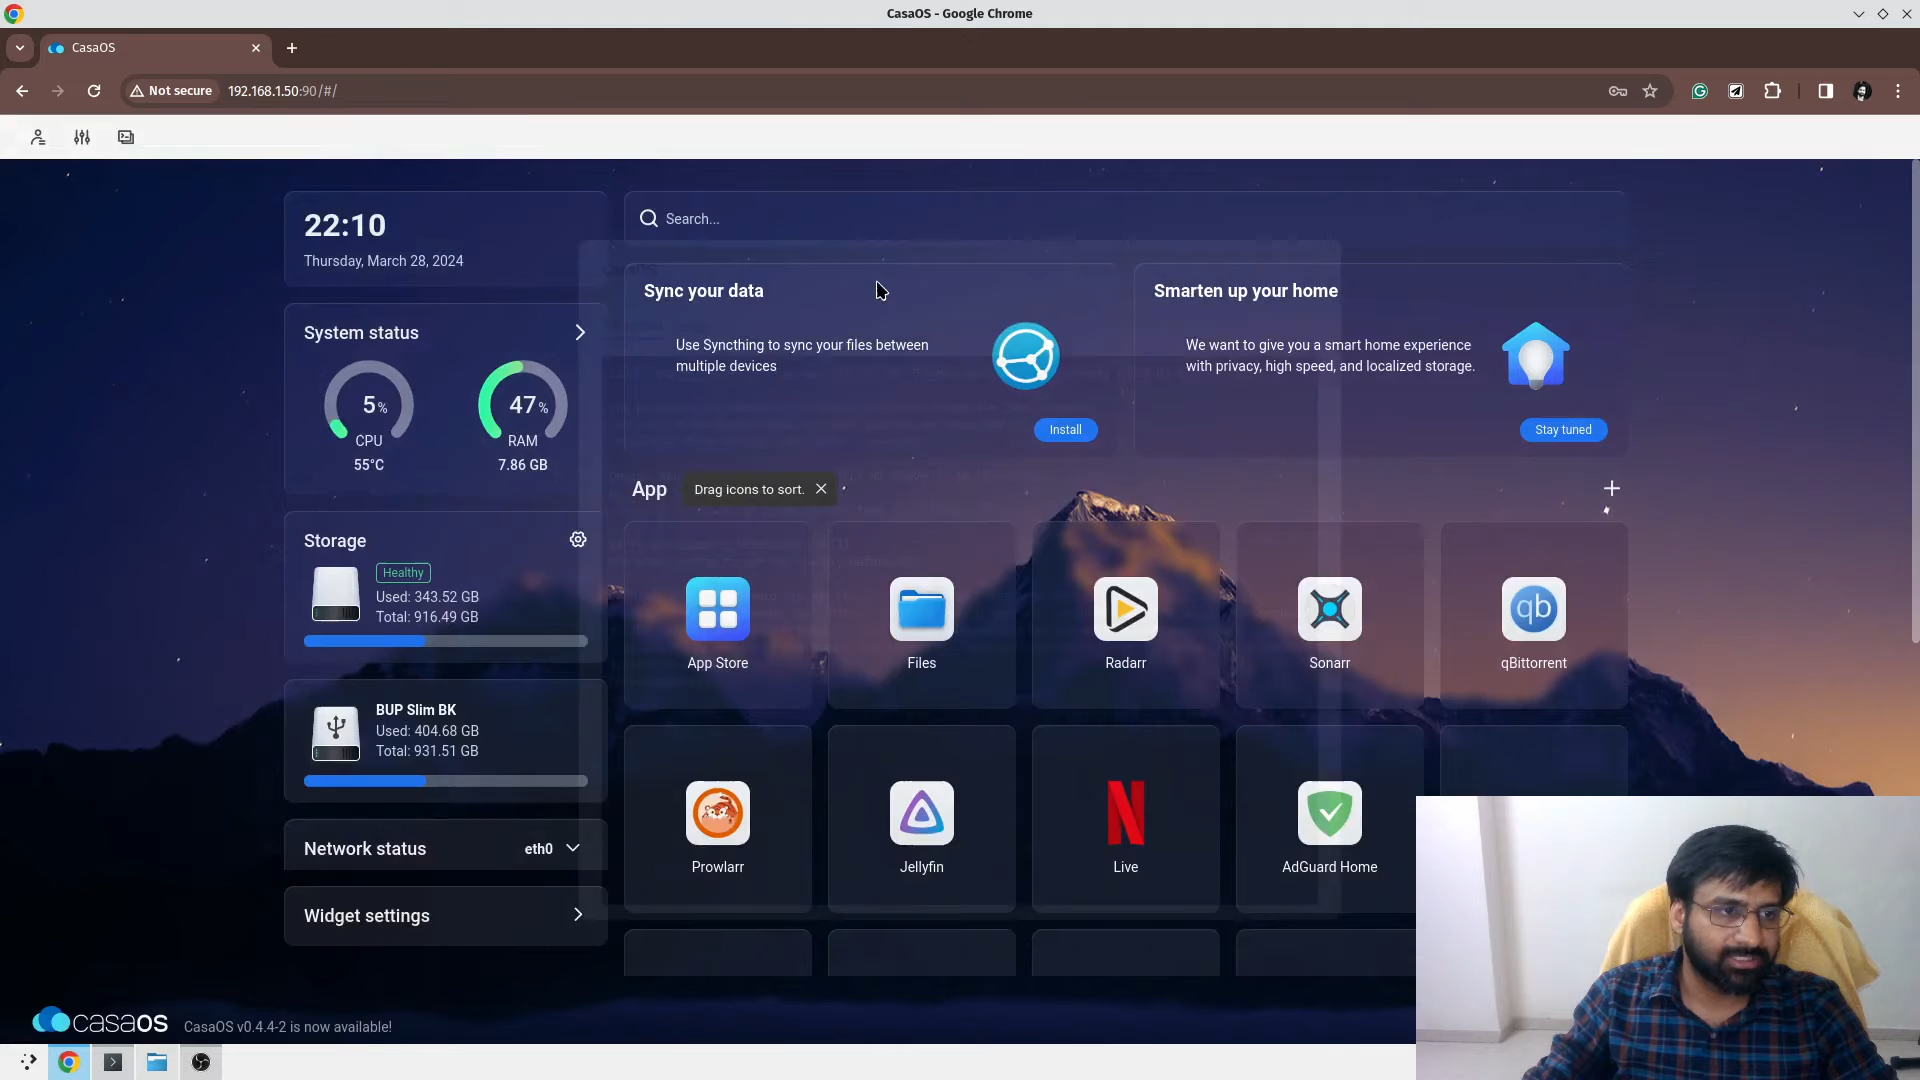 CasaOS - Google Chrome
CasaOS
Not secure
192.168.1.50:90/#/
22:10
Thursday, March 28, 2024
Search...
System status
5%
CPU
55°C
47%
RAM
7.86 GB
Sync your data
Use Syncthing to sync your files between
multiple devices
Install
Smarten up your home
We want to give you a smart home experience
with privacy, high speed, and localized storage.
Stay tuned
Storage
Healthy
Used: 343.52 GB
Total: 916.49 GB
BUP Slim BK
Used: 404.68 GB
Total: 931.51 GB
Network status
eth0
Widget settings
App
Drag icons to sort.
App Store
Files
Radarr
Sonarr
qb
qBittorrent
Prowlarr
Jellyfin
N
Live
AdGuard Home
casaOS
CasaOS v0.4.4-2 is now available!